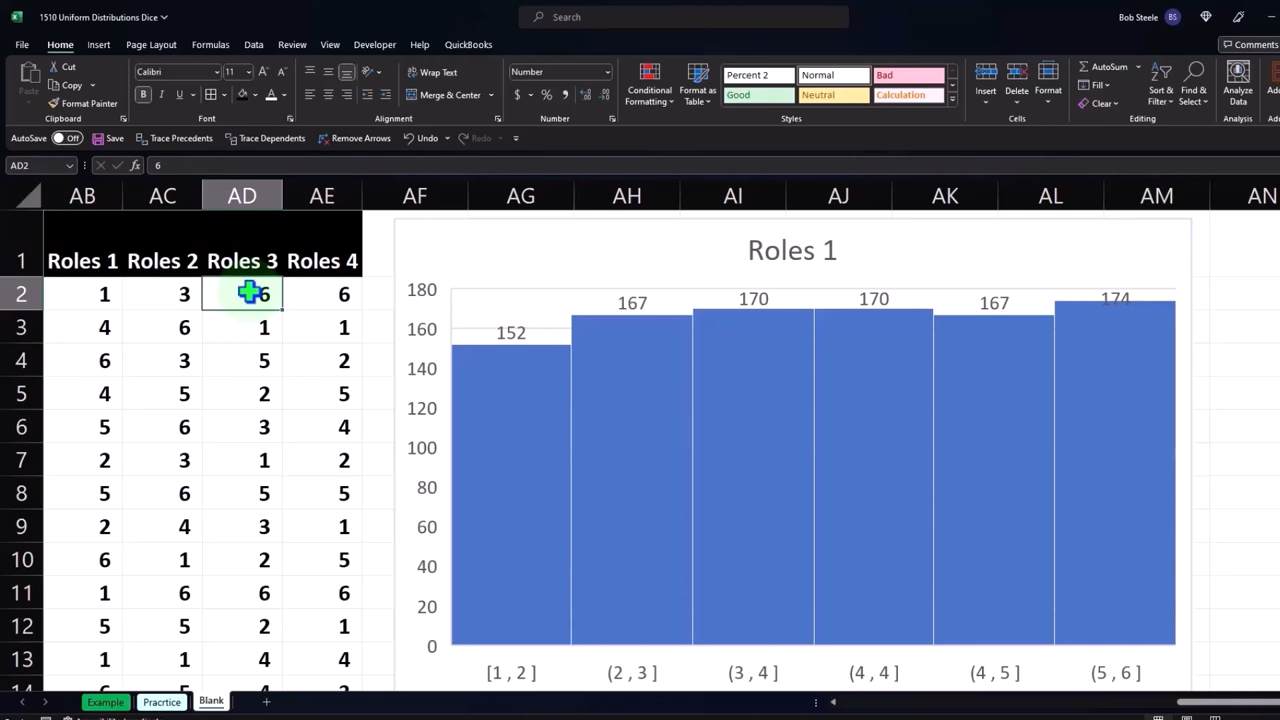 1510 Uniform Distributions Dice
Search
Bob Steele BS
File Home Insert Page Layout Formulas Data Review View Developer Help QuickBooks
Comments
Cut
Copy
Format Painter
Paste
Clipboard
Calibri 11
B I U
Font
Wrap Text
Merge & Center
Alignment
Number
$ % ,
Number
Conditional Formatting
Format as Table
Percent 2 Normal Bad
Good Neutral Calculation
Styles
Insert Delete Format
Cells
AutoSum
Fill
Clear
Sort & Filter
Find & Select
Editing
Analyze Data
Analysis
AutoSave Off Save Trace Precedents Trace Dependents Remove Arrows Undo Redo
AD2 fx 6
AB AC AD AE AF AG AH AI AJ AK AL AM AN
1 Roles 1 Roles 2 Roles 3 Roles 4
2 1 3 6 6
3 4 6 1 1
4 6 3 5 2
5 4 5 2 5
6 5 6 3 4
7 2 3 1 2
8 5 6 5 5
9 2 4 3 1
10 6 1 2 5
11 1 6 6 6
12 5 5 2 1
13 1 1 4 4
Roles 1
180
160
140
120
100
80
60
40
20
0
152 167 170 170 167 174
[1 , 2 ] (2 , 3 ] (3 , 4 ] (4 , 4 ] (4 , 5 ] (5 , 6 ]
Example Pracrtice Blank